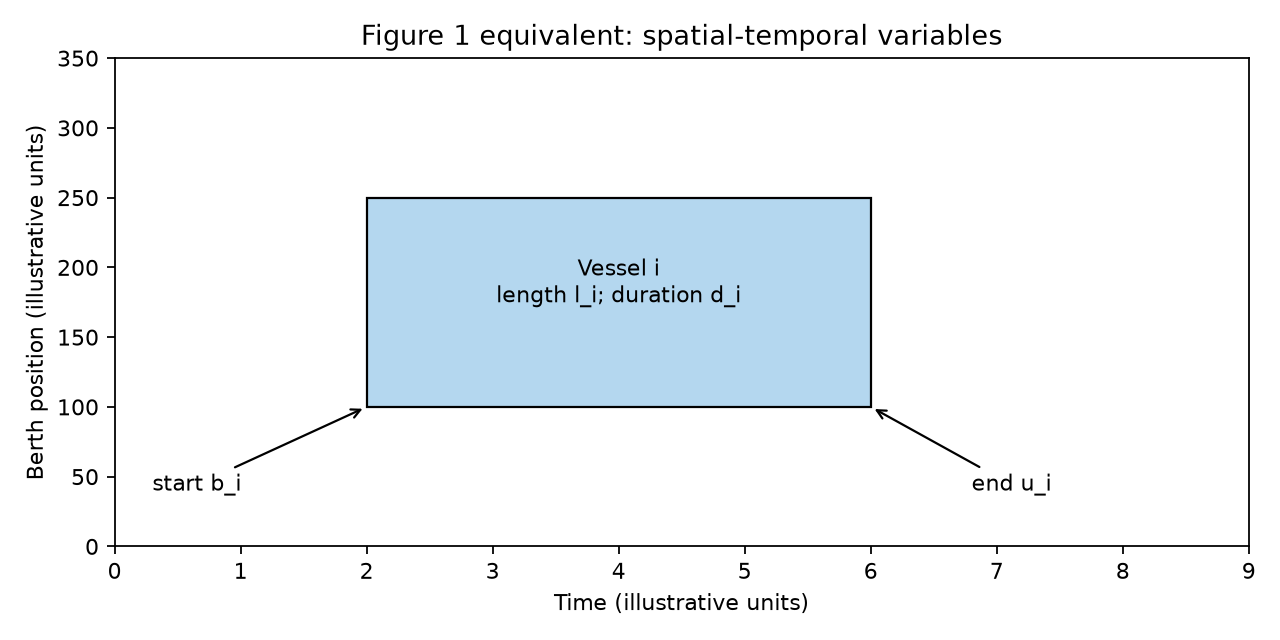 Figure 1 equivalent: spatial-temporal variables
Berth position (illustrative units)
350
300
250
200
150
100
50
0
Vessel i
length l_i; duration d_i
start b_i
end u_i
0 1 2 3 4 5 6 7 8 9
Time (illustrative units)